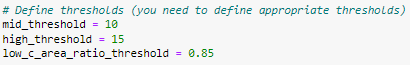 # Define thresholds (you need to define appropriate thresholds)
mid_threshold = 10
high_threshold = 15
low_c_area_ratio_threshold = 0.85